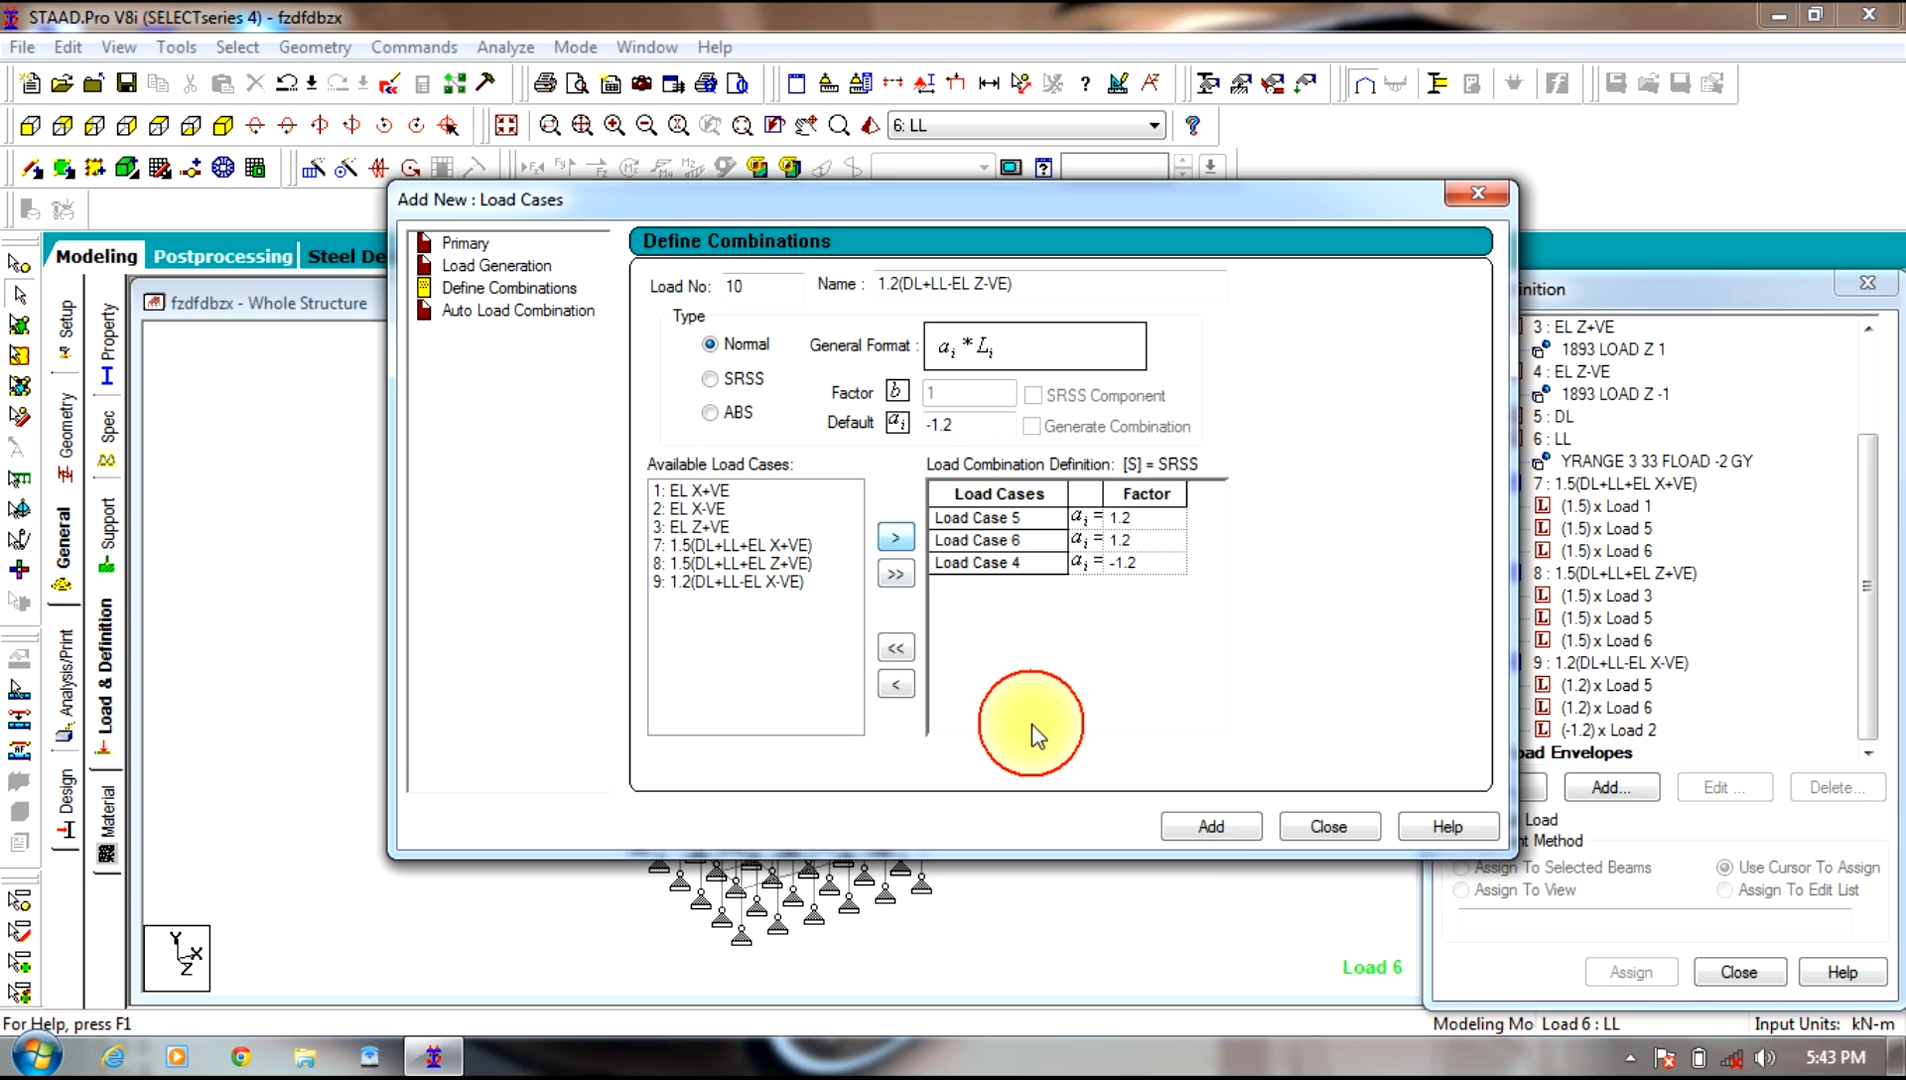 STAAD.Pro V8i (SELECTseries 4) - fzdfdbzx
File Edit View Tools Select Geometry Commands Analyze Mode Window Help
6: LL
Modeling Postprocessing Steel De
fzdfdbzx - Whole Structure
Setup
Geometry
General
Analysis/Print
Design
Property
Spec
Support
Load & Definition
Material
Add New : Load Cases
Primary
Load Generation
Define Combinations
Auto Load Combination
Define Combinations
Load No: 10 Name : 1.2(DL+LL-EL Z-VE)
Type
Normal General Format : ai * Li
SRSS Factor b 1 SRSS Component
ABS Default ai -1.2 Generate Combination
Available Load Cases:
1: EL X+VE
2: EL X-VE
3: EL Z+VE
7: 1.5(DL+LL+EL X+VE)
8: 1.5(DL+LL+EL Z+VE)
9: 1.2(DL+LL-EL X-VE)
> 
>>
<<
<
Load Combination Definition: [S] = SRSS
Load Cases Factor
Load Case 5 ai = 1.2
Load Case 6 ai = 1.2
Load Case 4 ai = -1.2
Add Close Help
inition
3 : EL Z+VE
1893 LOAD Z 1
4 : EL Z-VE
1893 LOAD Z -1
5 : DL
6 : LL
YRANGE 3 33 FLOAD -2 GY
7 : 1.5(DL+LL+EL X+VE)
(1.5) x Load 1
(1.5) x Load 5
(1.5) x Load 6
8 : 1.5(DL+LL+EL Z+VE)
(1.5) x Load 3
(1.5) x Load 5
(1.5) x Load 6
9 : 1.2(DL+LL-EL X-VE)
(1.2) x Load 5
(1.2) x Load 6
(-1.2) x Load 2
oad Envelopes
Add... Edit ... Delete...
Load
nt Method
Assign To Selected Beams Use Cursor To Assign
Assign To View Assign To Edit List
Assign Close Help
Y
X
Z
Load 6
For Help, press F1 Modeling Mo Load 6 : LL Input Units: kN-m
5:43 PM